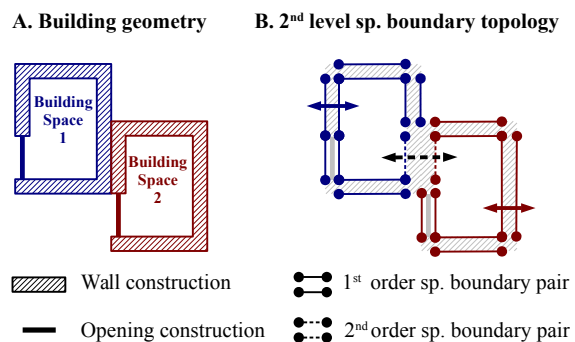 A. Building geometry
B. 2nd level sp. boundary topology
Building
Space
1
Building
Space
2
Wall construction
1st order sp. boundary pair
Opening construction
2nd order sp. boundary pair